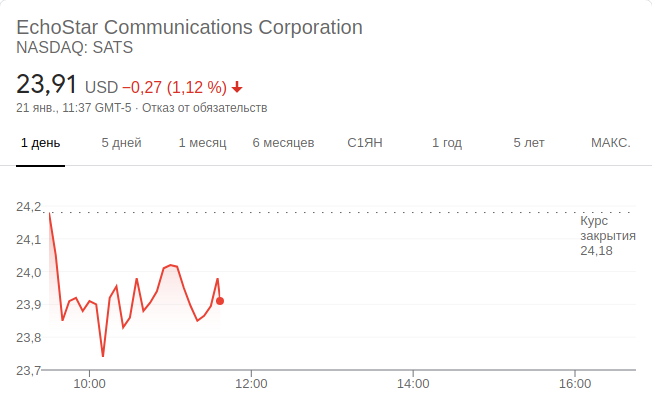 EchoStar Communications Corporation
NASDAQ: SATS
23,91 USD −0,27 (1,12 %)
21 янв., 11:37 GMT-5 · Отказ от обязательств
1 день 5 дней 1 месяц 6 месяцев С1ЯН 1 год 5 лет МАКС.
24,2
Курс
закрытия
24,18
24,1
24,0
23,9
23,8
23,7
10:00 12:00 14:00 16:00